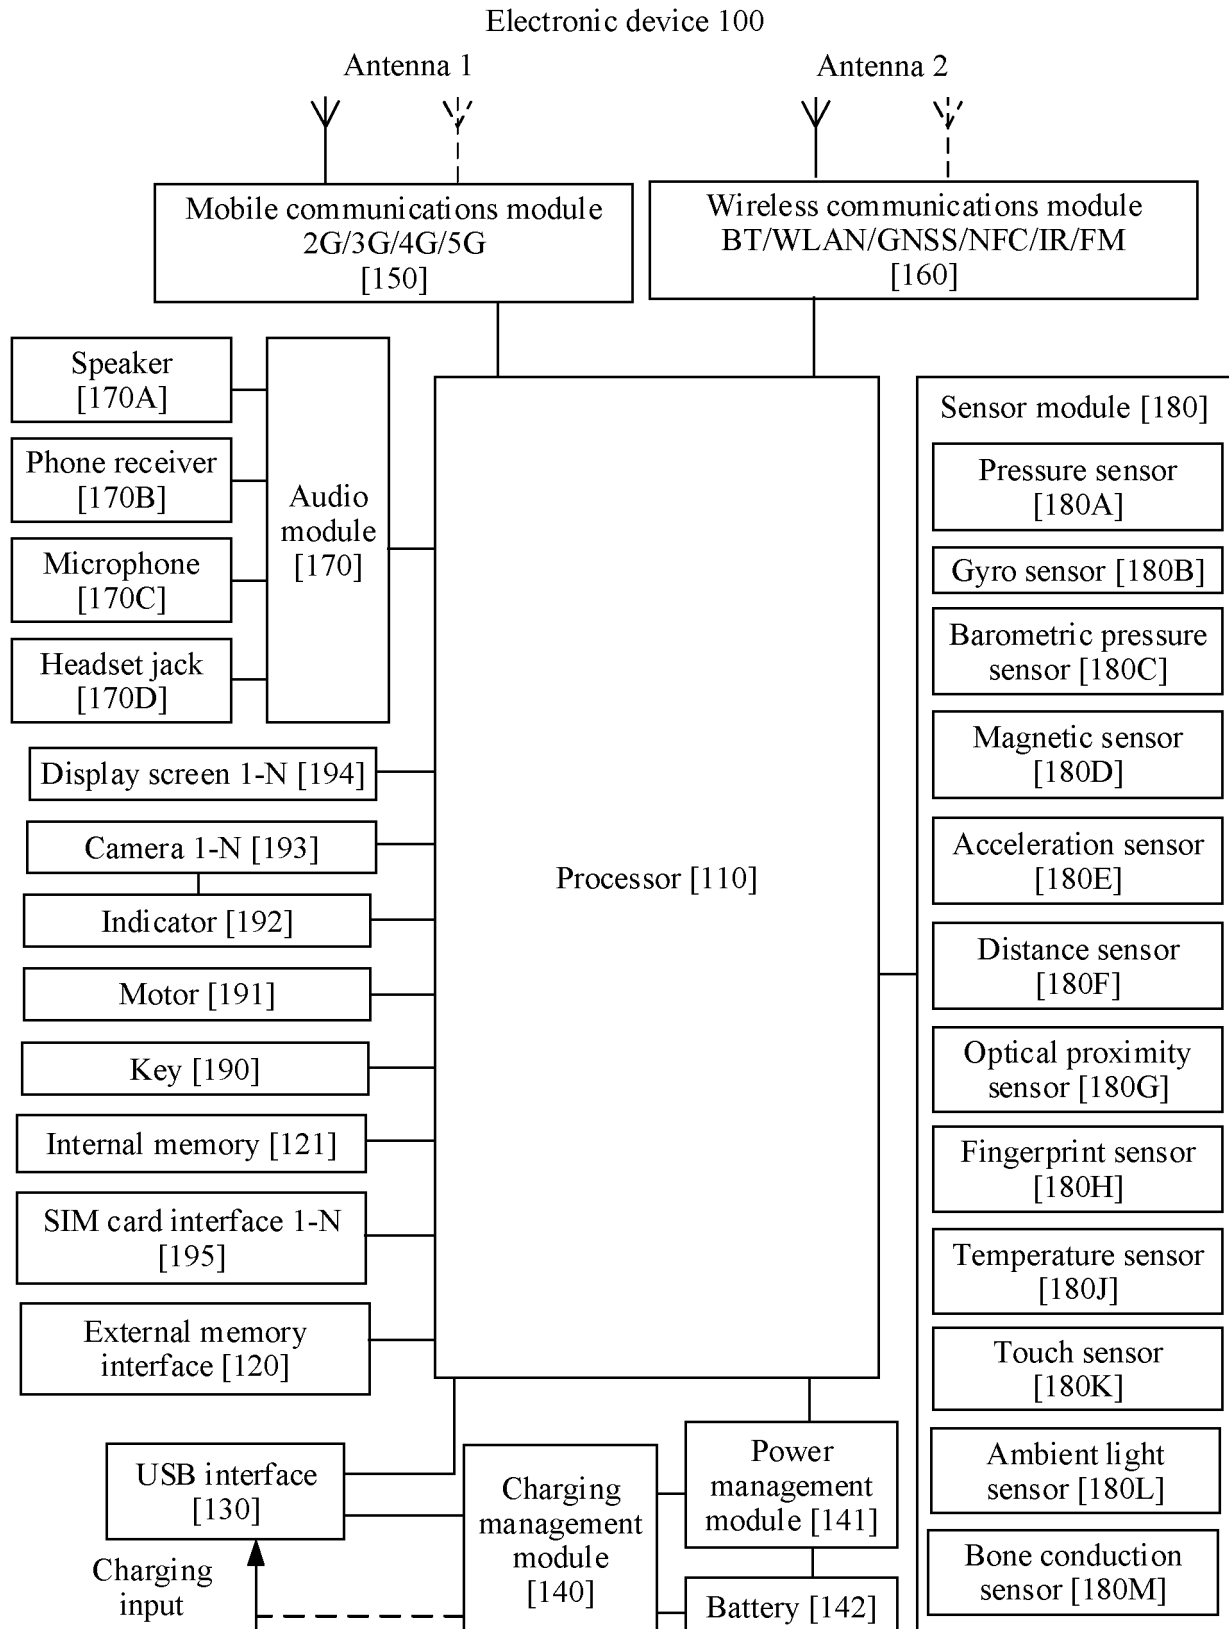 Electronic device 100
Antenna 1
Antenna 2
Mobile communications module
2G/3G/4G/5G
[150]
Wireless communications module
BT/WLAN/GNSS/NFC/IR/FM
[160]
Speaker
[170A]
Phone receiver
[170B]
Microphone
[170C]
Headset jack
[170D]
Audio
module
[170]
Display screen 1-N [194]
Camera 1-N [193]
Indicator [192]
Motor [191]
Key [190]
Internal memory [121]
SIM card interface 1-N
[195]
External memory
interface [120]
Processor [110]
Sensor module [180]
Pressure sensor
[180A]
Gyro sensor [180B]
Barometric pressure
sensor [180C]
Magnetic sensor
[180D]
Acceleration sensor
[180E]
Distance sensor
[180F]
Optical proximity
sensor [180G]
Fingerprint sensor
[180H]
Temperature sensor
[180J]
Touch sensor
[180K]
Ambient light
sensor [180L]
Bone conduction
sensor [180M]
USB interface
[130]
Charging
input
Charging
management
module
[140]
Power
management
module [141]
Battery [142]